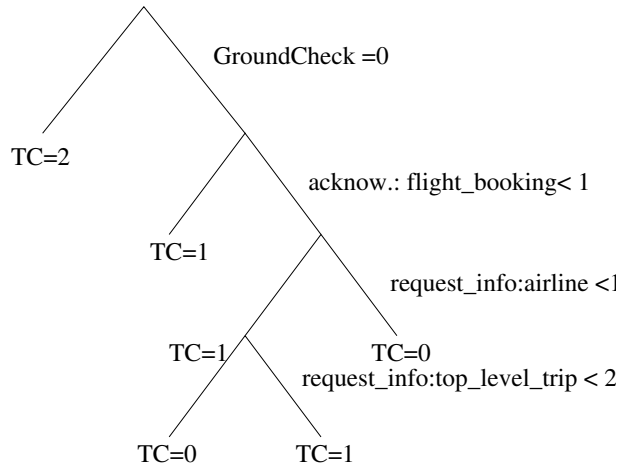 GroundCheck =0
TC=2
acknow.: flight_booking< 1
TC=1
request_info:airline <1
TC=1
TC=0
request_info:top_level_trip < 2
TC=0
TC=1